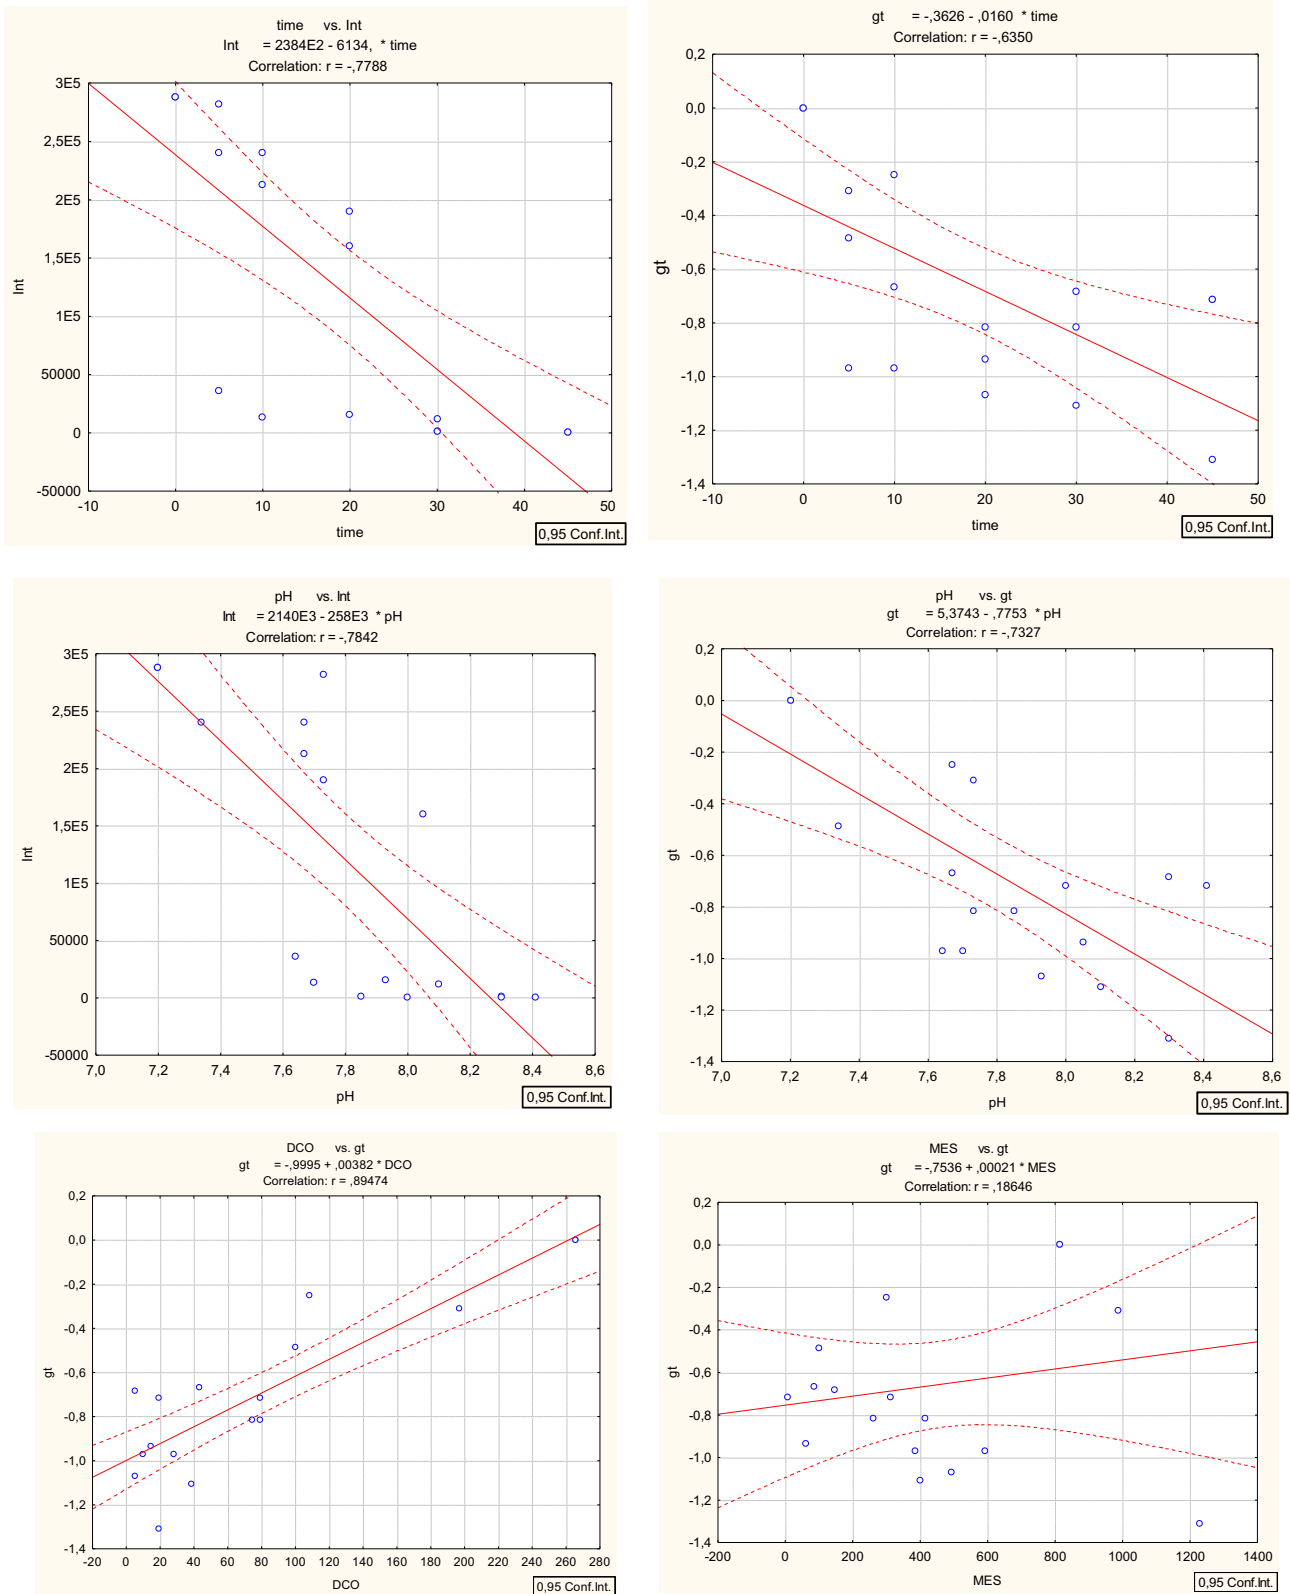 time vs. Int
Int = 2384E2 - 6134, * time
Correlation: r = -,7788
3E5
2,5E5
2E5
1,5E5
1E5
50000
0
-50000
Int
-10 0 10 20 30 40 50
time
0,95 Conf.Int.
gt = -,3626 - ,0160 * time
Correlation: r = -,6350
0,2
0,0
-0,2
-0,4
-0,6
-0,8
-1,0
-1,2
-1,4
gt
-10 0 10 20 30 40 50
time
0,95 Conf.Int.
pH vs. Int
Int = 2140E3 - 258E3 * pH
Correlation: r = -,7842
3E5
2,5E5
2E5
1,5E5
1E5
50000
0
-50000
Int
7,0 7,2 7,4 7,6 7,8 8,0 8,2 8,4 8,6
pH
0,95 Conf.Int.
pH vs. gt
gt = 5,3743 - ,7753 * pH
Correlation: r = -,7327
0,2
0,0
-0,2
-0,4
-0,6
-0,8
-1,0
-1,2
-1,4
gt
7,0 7,2 7,4 7,6 7,8 8,0 8,2 8,4 8,6
pH
0,95 Conf.Int.
DCO vs. gt
gt = -,9995 + ,00382 * DCO
Correlation: r = ,89474
0,2
0,0
-0,2
-0,4
-0,6
-0,8
-1,0
-1,2
-1,4
gt
-20 0 20 40 60 80 100 120 140 160 180 200 220 240 260 280
DCO
0,95 Conf.Int.
MES vs. gt
gt = -,7536 + ,00021 * MES
Correlation: r = ,18646
0,2
0,0
-0,2
-0,4
-0,6
-0,8
-1,0
-1,2
-1,4
gt
-200 0 200 400 600 800 1000 1200 1400
MES
0,95 Conf.Int.